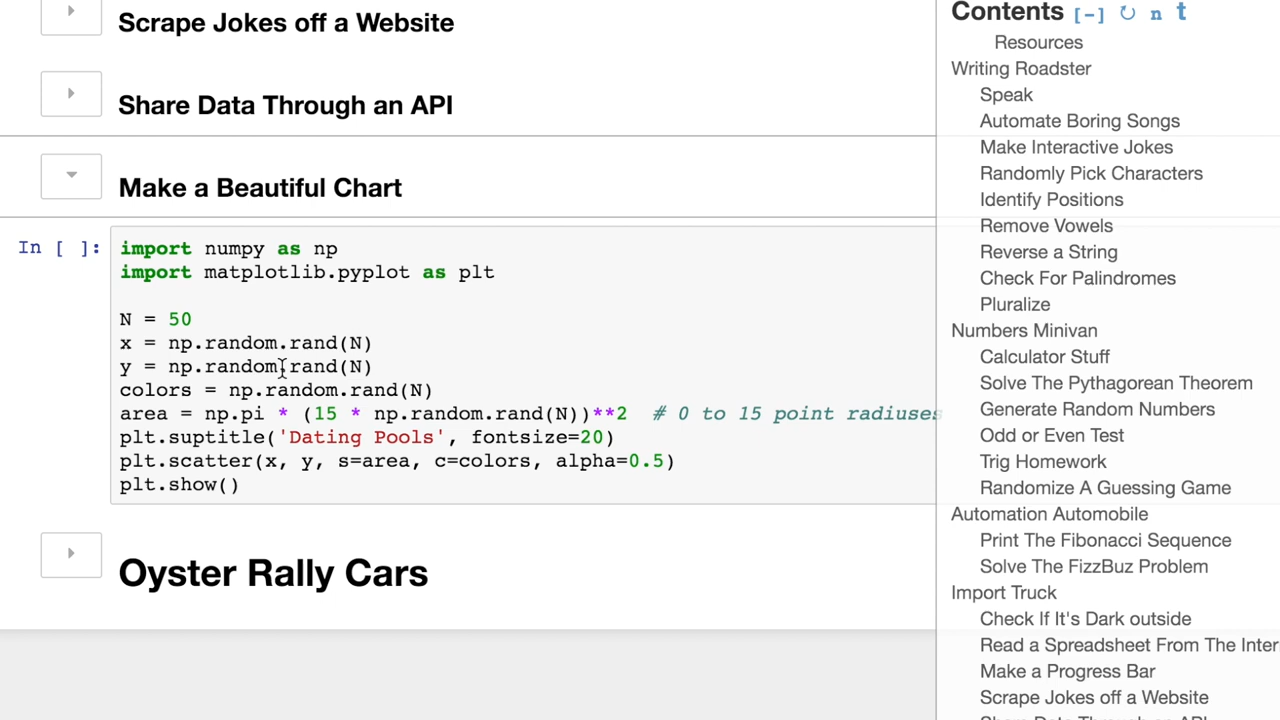 Scrape Jokes off a Website
Share Data Through an API
Make a Beautiful Chart
In [ ]:
import numpy as np
import matplotlib.pyplot as plt
N = 50
x = np.random.rand(N)
y = np.random.rand(N)
colors = np.random.rand(N)
area = np.pi * (15 * np.random.rand(N))**2  # 0 to 15 point radiuses
plt.suptitle('Dating Pools', fontsize=20)
plt.scatter(x, y, s=area, c=colors, alpha=0.5)
plt.show()
Oyster Rally Cars
Contents [-] ↻ n t
Resources
Writing Roadster
Speak
Automate Boring Songs
Make Interactive Jokes
Randomly Pick Characters
Identify Positions
Remove Vowels
Reverse a String
Check For Palindromes
Pluralize
Numbers Minivan
Calculator Stuff
Solve The Pythagorean Theorem
Generate Random Numbers
Odd or Even Test
Trig Homework
Randomize A Guessing Game
Automation Automobile
Print The Fibonacci Sequence
Solve The FizzBuz Problem
Import Truck
Check If It's Dark outside
Read a Spreadsheet From The Inter
Make a Progress Bar
Scrape Jokes off a Website
Share Data Through an API